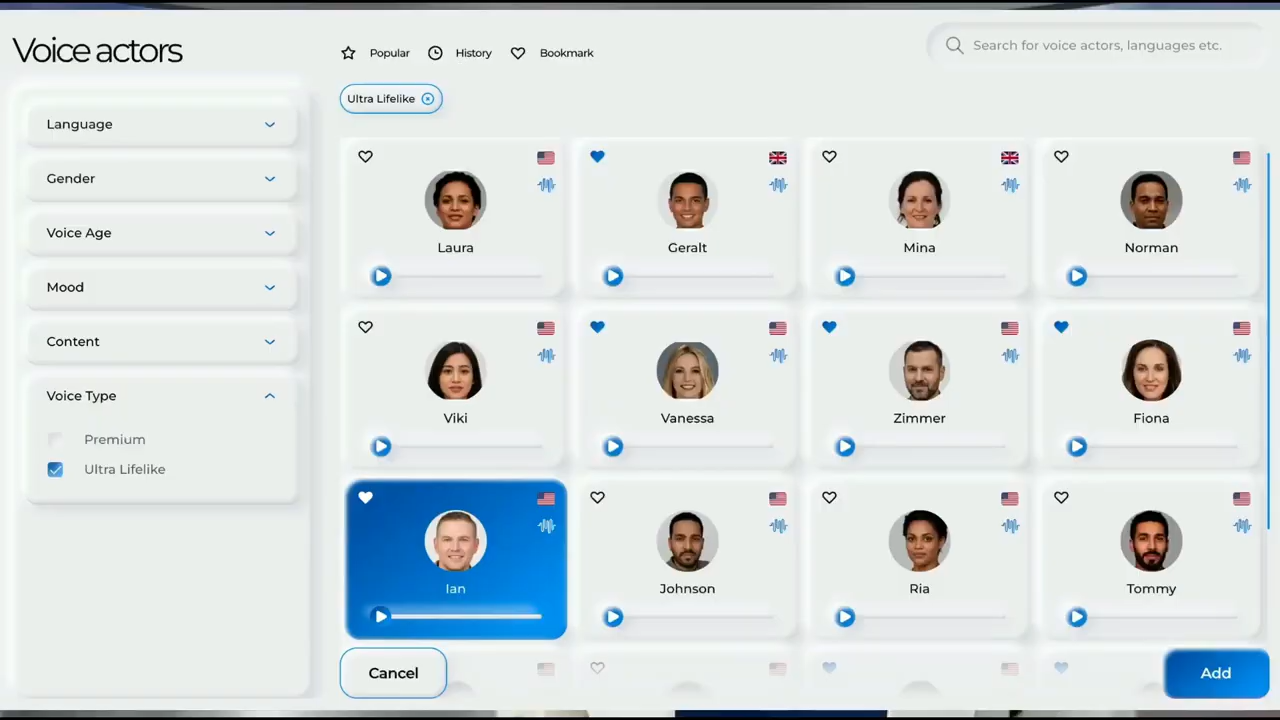 Voice actors
Popular
History
Bookmark
Search for voice actors, languages etc.
Ultra Lifelike
Language
Gender
Voice Age
Mood
Content
Voice Type
Premium
Ultra Lifelike
Laura
Geralt
Mina
Norman
Viki
Vanessa
Zimmer
Fiona
Ian
Johnson
Ria
Tommy
Cancel
Add